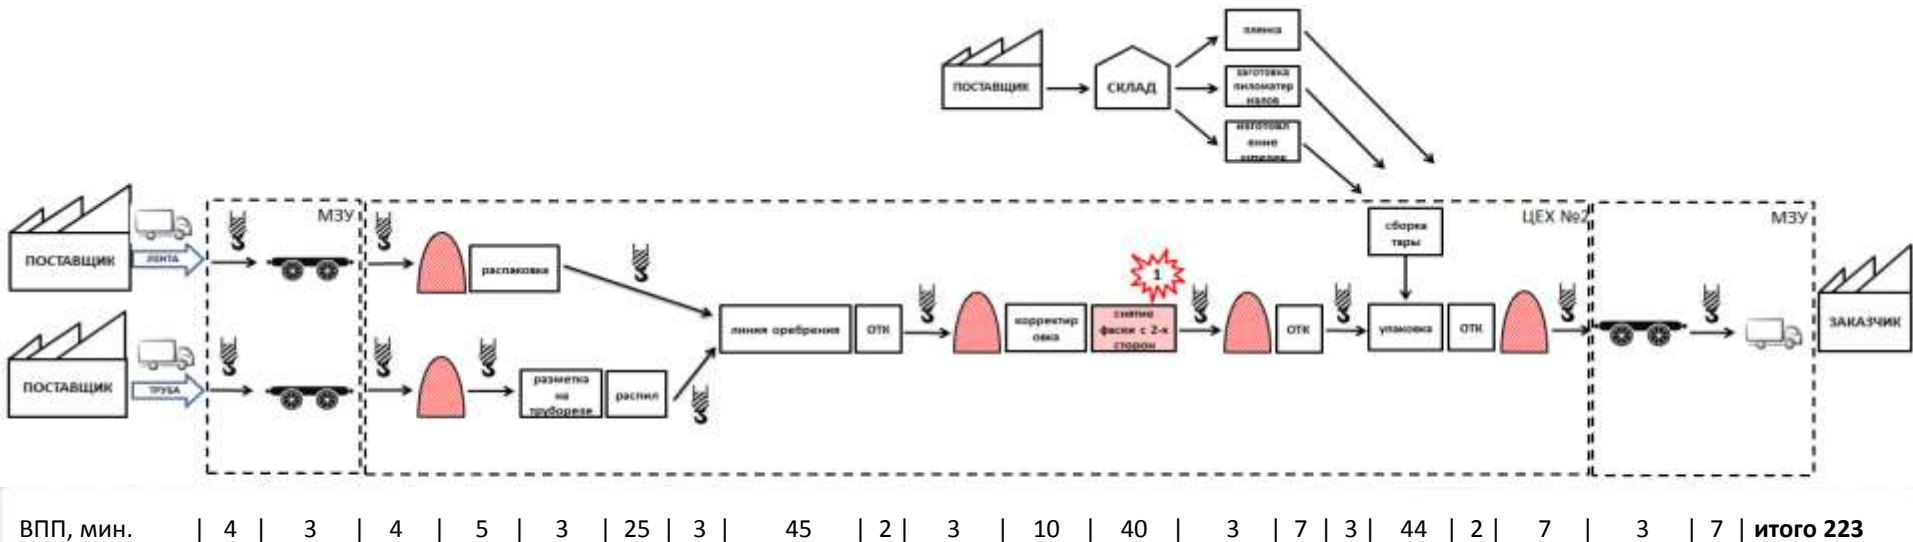 пленка
заготовка
пиломатер
иалов
ПОСТАВЩИК
СКЛАД
изготовл
ение
МЗУ
ЦЕХ №2
МЗУ
сборка
тары
ПОСТАВЩИК
ЛЕНТА
распаковка
1
линия оребрения
ОТК
корректир
овка
снятие
фаски с 2-х
сторон
ОТК
упаковка
ОТК
ЗАКАЗЧИК
ПОСТАВЩИК
ТРУБА
разметка
на
трубореза
распил
ВПП, мин. | 4 | 3 | 4 | 5 | 3 | 25 | 3 | 45 | 2 | 3 | 10 | 40 | 3 | 7 | 3 | 44 | 2 | 7 | 3 | 7 | итого 223